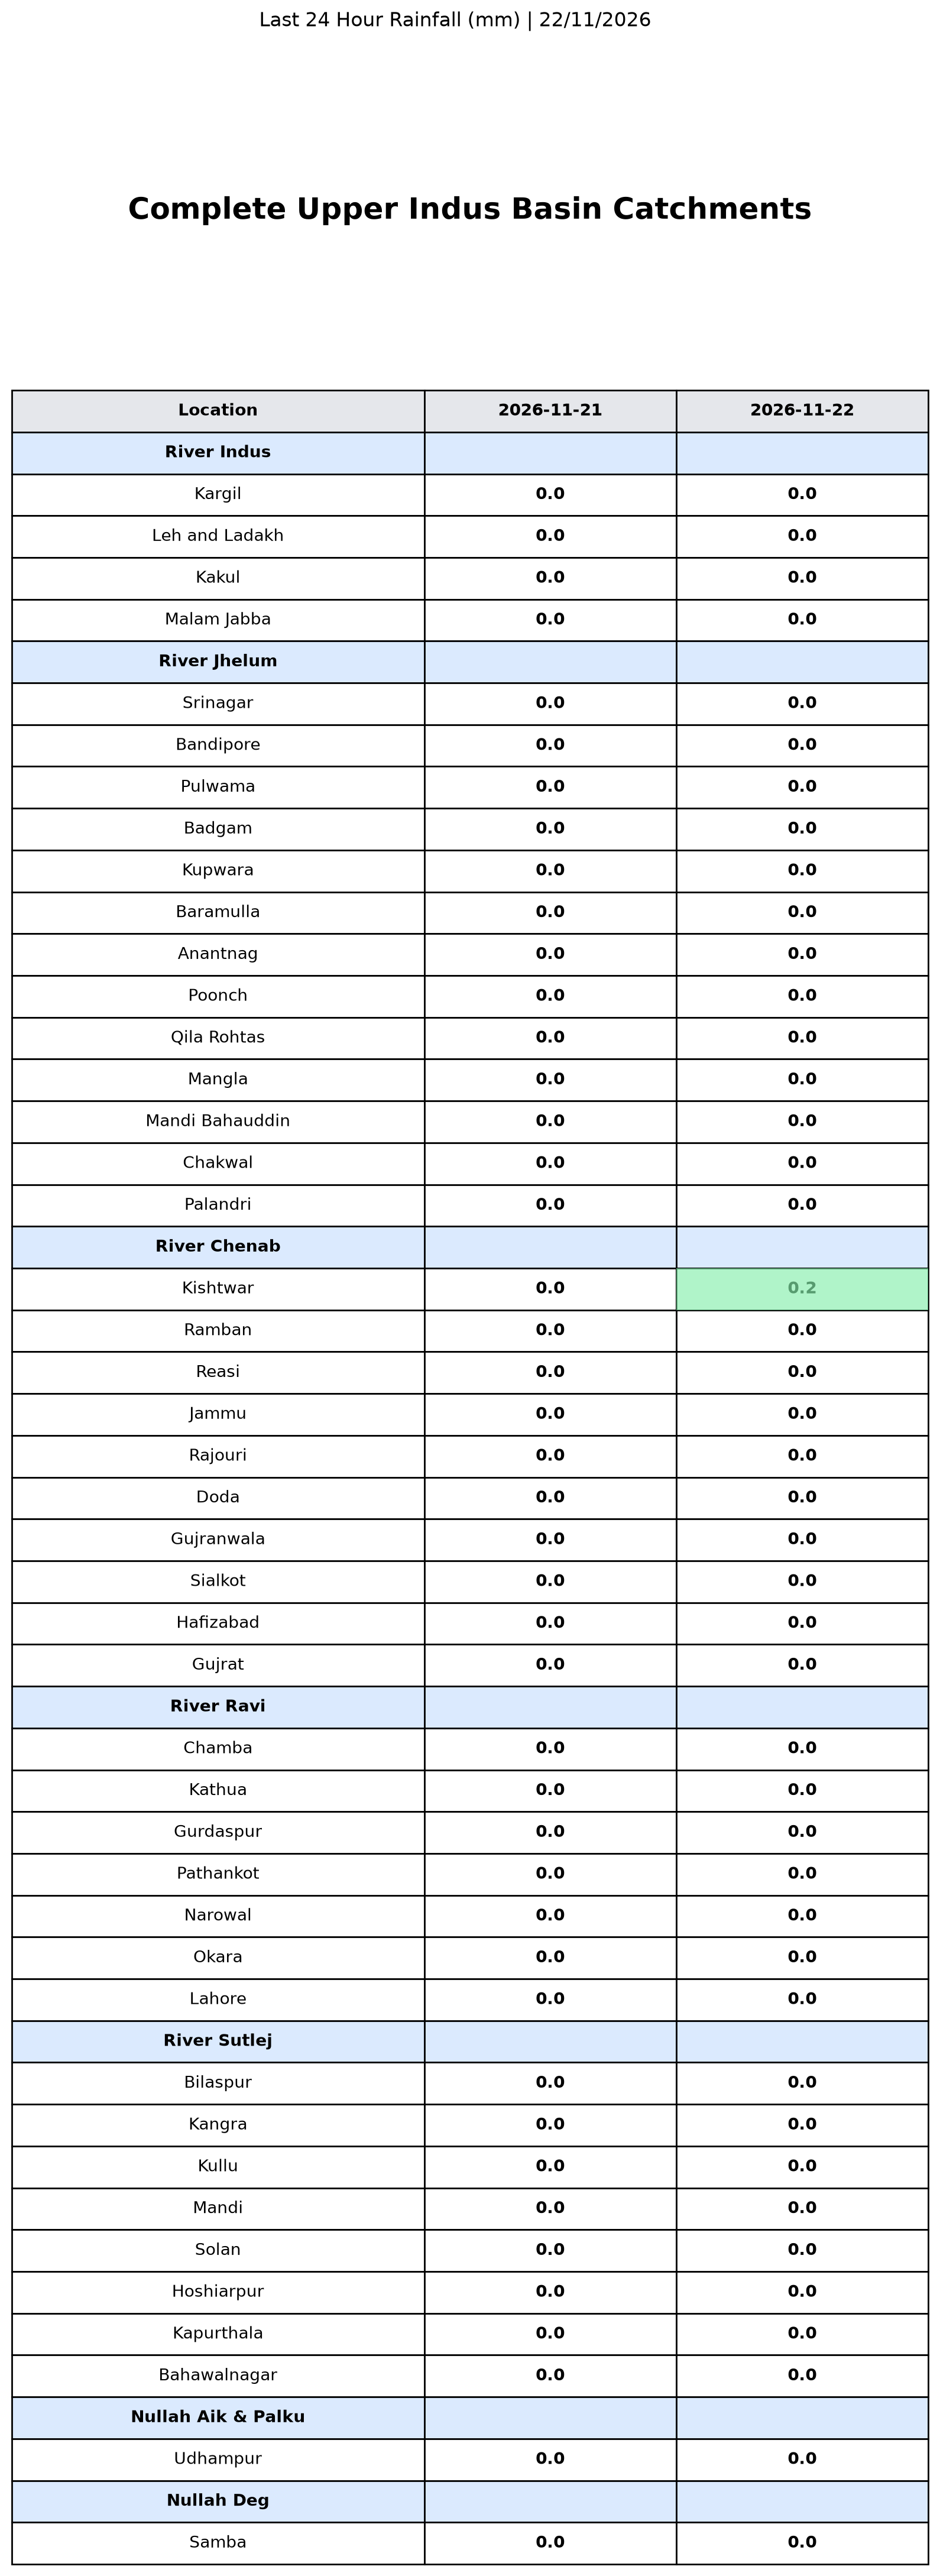 Last 24 Hour Rainfall (mm) | 22/11/2026
Complete Upper Indus Basin Catchments
Location 2026-11-21 2026-11-22
River Indus
Kargil 0.0 0.0
Leh and Ladakh 0.0 0.0
Kakul 0.0 0.0
Malam Jabba 0.0 0.0
River Jhelum
Srinagar 0.0 0.0
Bandipore 0.0 0.0
Pulwama 0.0 0.0
Badgam 0.0 0.0
Kupwara 0.0 0.0
Baramulla 0.0 0.0
Anantnag 0.0 0.0
Poonch 0.0 0.0
Qila Rohtas 0.0 0.0
Mangla 0.0 0.0
Mandi Bahauddin 0.0 0.0
Chakwal 0.0 0.0
Palandri 0.0 0.0
River Chenab
Kishtwar 0.0 0.2
Ramban 0.0 0.0
Reasi 0.0 0.0
Jammu 0.0 0.0
Rajouri 0.0 0.0
Doda 0.0 0.0
Gujranwala 0.0 0.0
Sialkot 0.0 0.0
Hafizabad 0.0 0.0
Gujrat 0.0 0.0
River Ravi
Chamba 0.0 0.0
Kathua 0.0 0.0
Gurdaspur 0.0 0.0
Pathankot 0.0 0.0
Narowal 0.0 0.0
Okara 0.0 0.0
Lahore 0.0 0.0
River Sutlej
Bilaspur 0.0 0.0
Kangra 0.0 0.0
Kullu 0.0 0.0
Mandi 0.0 0.0
Solan 0.0 0.0
Hoshiarpur 0.0 0.0
Kapurthala 0.0 0.0
Bahawalnagar 0.0 0.0
Nullah Aik & Palku
Udhampur 0.0 0.0
Nullah Deg
Samba 0.0 0.0